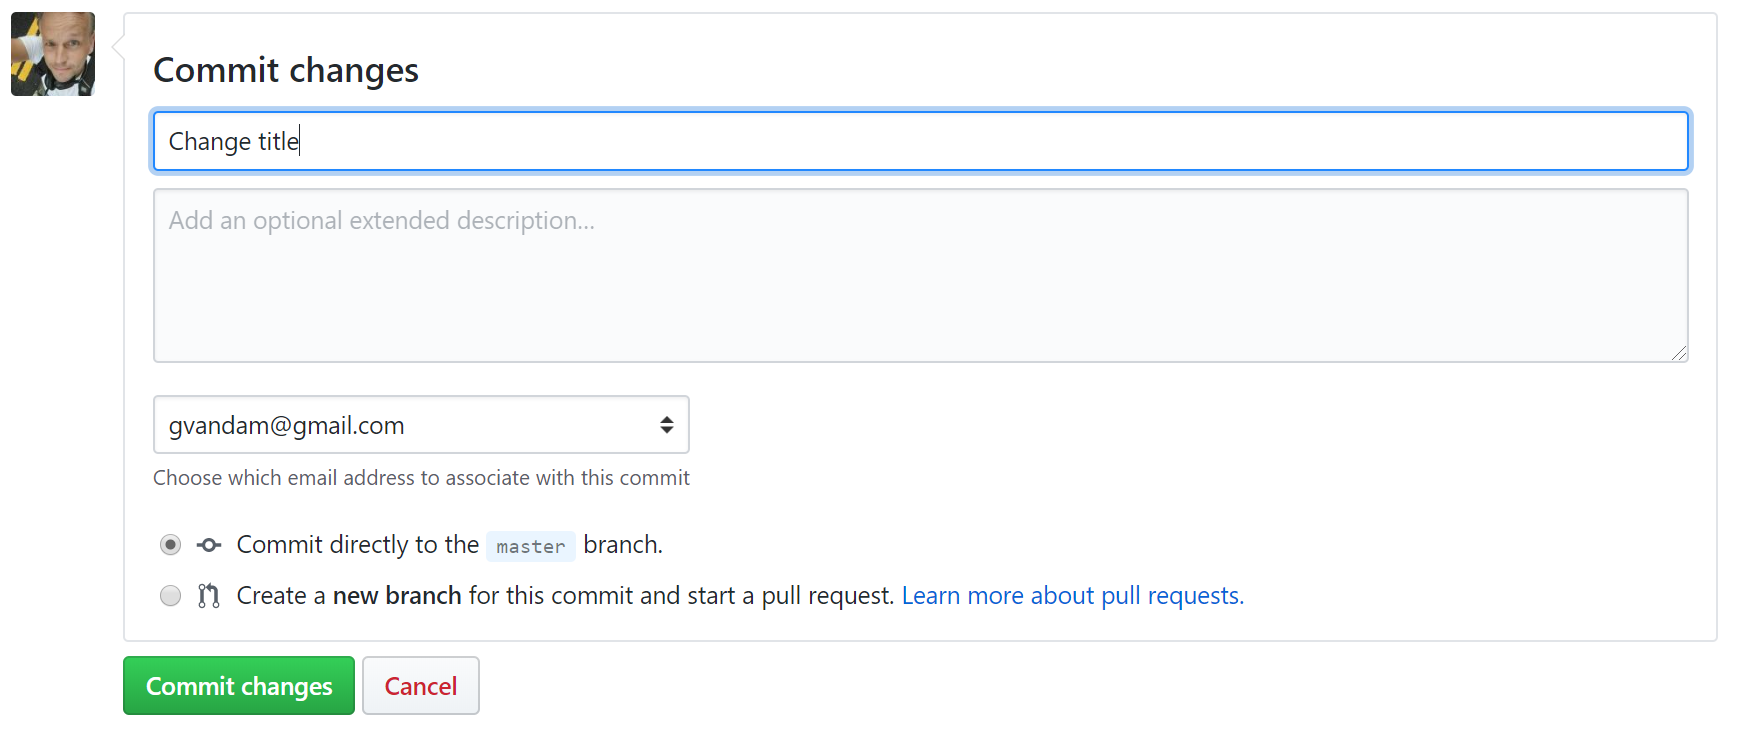 Commit changes
Change title
Add an optional extended description...
gvandam@gmail.com
Choose which email address to associate with this commit
Commit directly to the master branch.
Create a new branch for this commit and start a pull request. Learn more about pull requests.
Commit changes Cancel